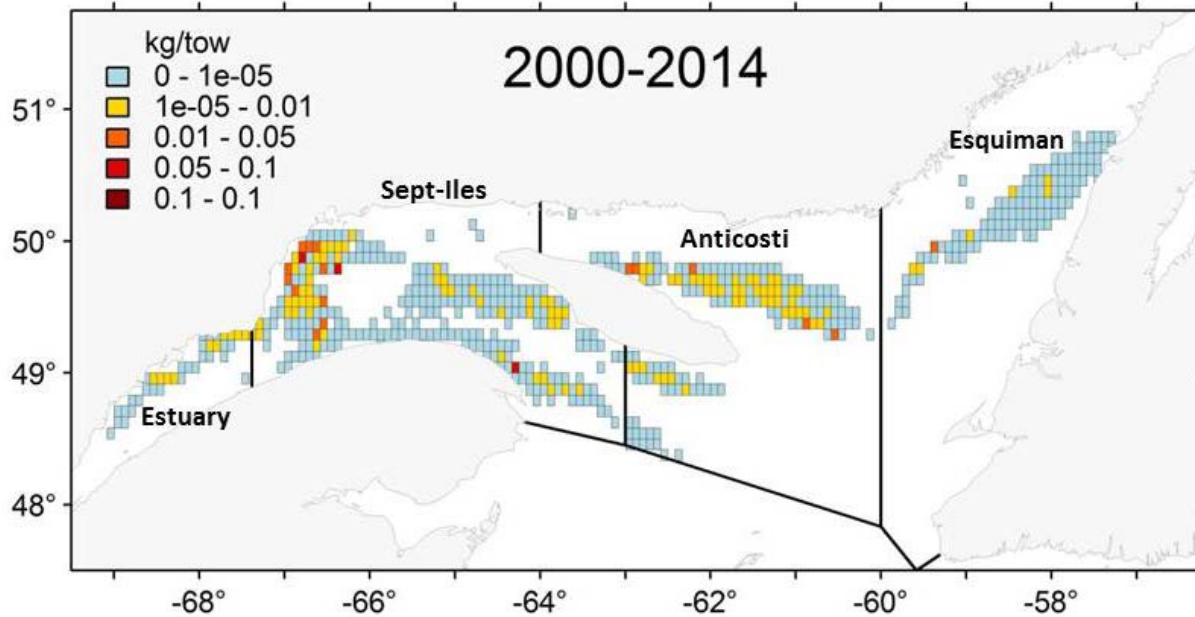 2000-2014
kg/tow
0 - 1e-05
1e-05 - 0.01
0.01 - 0.05
0.05 - 0.1
0.1 - 0.1
51°
50°
49°
48°
Esquiman
Sept-Iles
Anticosti
Estuary
-68°
-66°
-64°
-62°
-60°
-58°